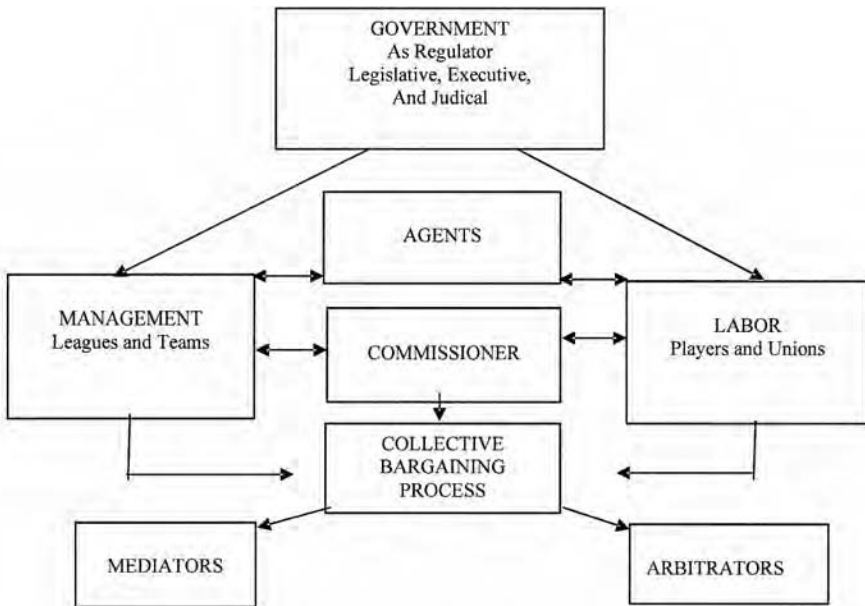 GOVERNMENT
As Regulator
Legislative, Executive,
And Judical
AGENTS
MANAGEMENT
Leagues and Teams
LABOR
Players and Unions
COMMISSIONER
COLLECTIVE
BARGAINING
PROCESS
MEDIATORS
ARBITRATORS